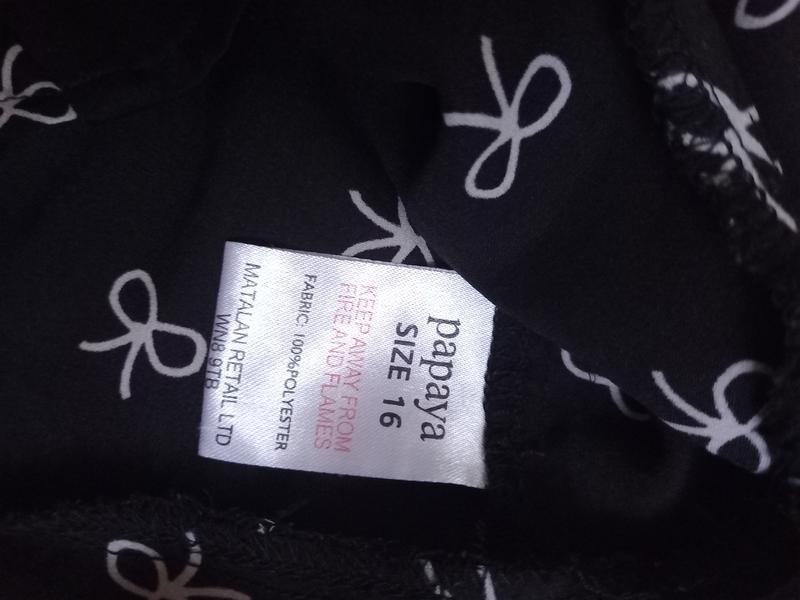 papaya
SIZE 16
KEEP AWAY FROM
FIRE AND FLAMES
FABRIC: 100%POLYESTER
MATALAN RETAIL LTD
WN8 9TB